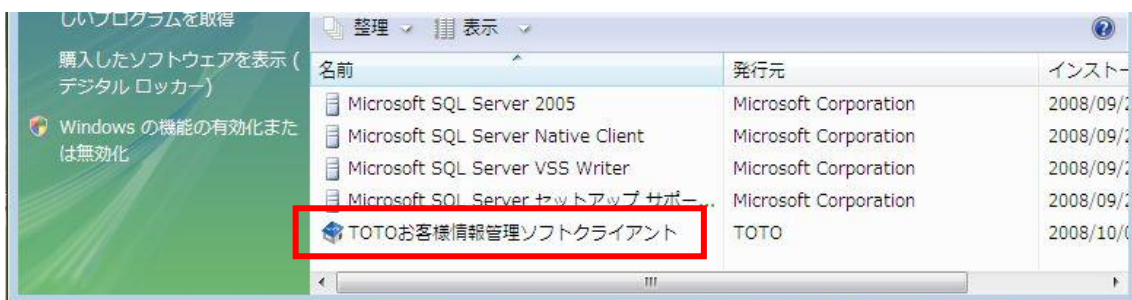 しいプログラムを取得
購入したソフトウェアを表示 (
デジタル ロッカー)
Windows の機能の有効化また
は無効化
整理 表示
名前 発行元 インストー
Microsoft SQL Server 2005 Microsoft Corporation 2008/09/2
Microsoft SQL Server Native Client Microsoft Corporation 2008/09/2
Microsoft SQL Server VSS Writer Microsoft Corporation 2008/09/2
Microsoft SQL Server セットアップ サポー... Microsoft Corporation 2008/09/2
TOTOお客様情報管理ソフトクライアント TOTO 2008/10/0